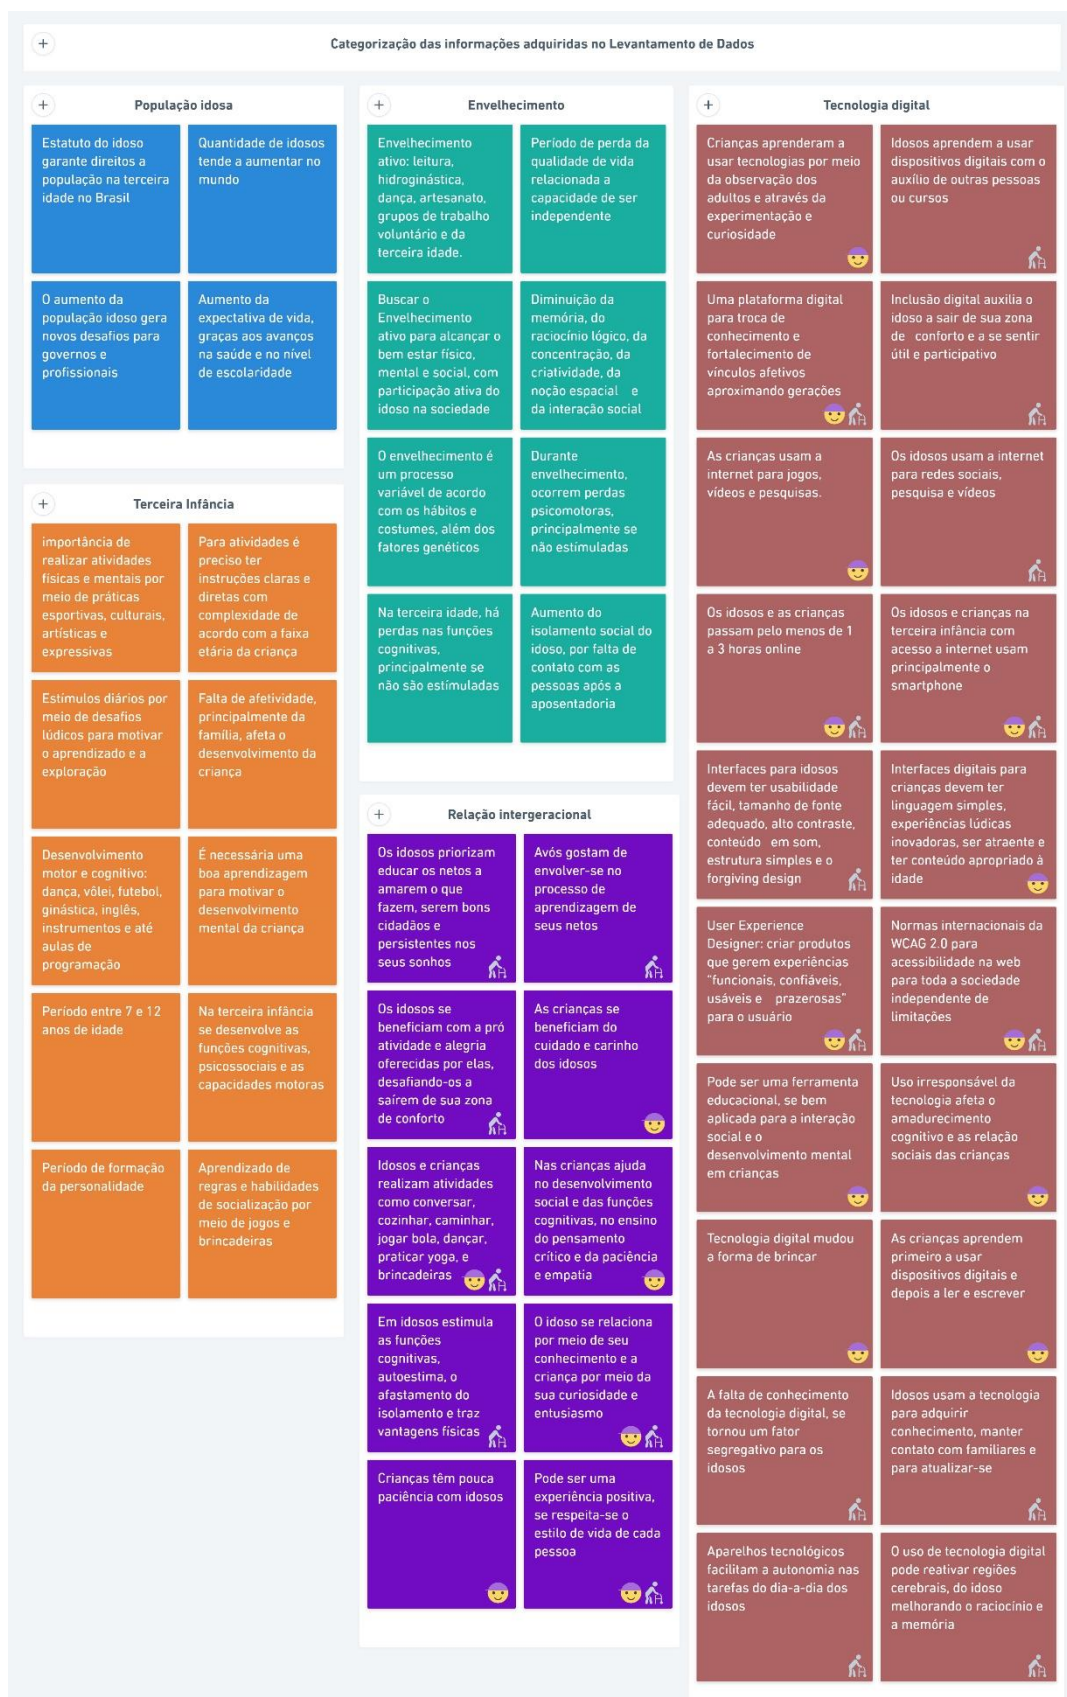 Categorização das informações adquiridas no Levantamento de Dados
População idosa
Estatuto do idoso
garante direitos a
população na terceira
idade no Brasil
Quantidade de idosos
tende a aumentar no
mundo
O aumento da
população idoso gera
novos desafios para
governos e
profissionais
Aumento da
expectativa de vida,
graças aos avanços
na saúde e no nível
de escolaridade
Terceira Infância
importância de
realizar atividades
físicas e mentais por
meio de práticas
esportivas, culturais,
artísticas e
expressivas
Para atividades é
preciso ter
instruções claras e
diretas com
complexidade de
acordo com a faixa
etária da criança
Estímulos diários por
meio de desafios
lúdicos para motivar
o aprendizado e a
exploração
Falta de afetividade,
principalmente da
família, afeta o
desenvolvimento da
criança
Desenvolvimento
motor e cognitivo:
dança, vôlei, futebol,
ginástica, inglês,
instrumentos e até
aulas de
programação
É necessária uma
boa aprendizagem
para motivar o
desenvolvimento
mental da criança
Período entre 7 e 12
anos de idade
Na terceira infância
se desenvolve as
funções cognitivas,
psicossociais e as
capacidades motoras
Período de formação
da personalidade
Aprendizado de
regras e habilidades
de socialização por
meio de jogos e
brincadeiras
Envelhecimento
Envelhecimento
ativo: leitura,
hidroginástica,
dança, artesanato,
grupos de trabalho
voluntário e da
terceira idade.
Período de perda da
qualidade de vida
relacionada a
capacidade de ser
independente
Buscar o
Envelhecimento
ativo para alcançar o
bem estar físico,
mental e social, com
participação ativa do
idoso na sociedade
Diminuição da
memória, do
raciocínio lógico, da
concentração, da
criatividade, da
noção espacial e
da interação social
O envelhecimento é
um processo
variável de acordo
com os hábitos e
costumes, além dos
fatores genéticos
Durante
envelhecimento,
ocorrem perdas
psicomotoras,
principalmente se
não estímuladas
Na terceira idade, há
perdas nas funções
cognitivas,
principalmente se
não são estímuladas
Aumento do
isolamento social do
idoso, por falta de
contato com as
pessoas após a
aposentadoria
Relação intergeracional
Os idosos priorizam
educar os netos a
amarem o que
fazem, serem bons
cidadãos e
persistentes nos
seus sonhos
Avós gostam de
envolver-se no
processo de
aprendizagem de
seus netos
Os idosos se
beneficiam com a pró
atividade e alegria
oferecidas por elas,
desafiando-os a
saírem de sua zona
de conforto
As crianças se
beneficiam do
cuidado e carinho
dos idosos
Idosos e crianças
realizam atividades
como conversar,
cozinhar, caminhar,
jogar bola, dançar,
praticar yoga, e
brincadeiras
Nas crianças ajuda
no desenvolvimento
social e das funções
cognitivas, no ensino
do pensamento
crítico e da paciência
e empatia
Em idosos estimula
as funções
cognitivas,
autoestima, o
afastamento do
isolamento e traz
vantagens físicas
O idoso se relaciona
por meio de seu
conhecimento e a
criança por meio da
sua curiosidade e
entusiasmo
Crianças têm pouca
paciência com idosos
Pode ser uma
experiência positiva,
se respeita-se o
estilo de vida de cada
pessoa
Tecnologia digital
Crianças aprenderam a
usar tecnologias por meio
da observação dos
adultos e através da
experimentação e
curiosidade
Idosos aprendem a usar
dispositivos digitais com o
auxílio de outras pessoas
ou cursos
Uma plataforma digital
para troca de
conhecimento e
fortalecimento de
vínculos afetivos
aproximando gerações
Inclusão digital auxilia o
idoso a sair de sua zona
de conforto e a se sentir
útil e participativo
As crianças usam a
internet para jogos,
vídeos e pesquisas.
Os idosos usam a internet
para redes sociais,
pesquisa e vídeos
Os idosos e as crianças
passam pelo menos de 1
a 3 horas online
Os idosos e crianças na
terceira infância com
acesso a internet usam
principalmente o
smartphone
Interfaces para idosos
devem ter usabilidade
fácil, tamanho de fonte
adequado, alto contraste,
conteúdo em som,
estrutura simples e o
forgiving design
Interfaces digitais para
crianças devem ter
linguagem simples,
experiências lúdicas
inovadoras, ser atraente e
ter conteúdo apropriado à
idade
User Experience
Designer: criar produtos
que gerem experiências
"funcionais, confiáveis,
usáveis e prazerosas"
para o usuário
Normas internacionais da
WCAG 2.0 para
acessibilidade na web
para toda a sociedade
independente de
limitações
Pode ser uma ferramenta
educacional, se bem
aplicada para a interação
social e o
desenvolvimento mental
em crianças
Uso irresponsável da
tecnologia afeta o
amadurecimento
cognitivo e as relação
sociais das crianças
Tecnologia digital mudou
a forma de brincar
As crianças aprendem
primeiro a usar
dispositivos digitais e
depois a ler e escrever
A falta de conhecimento
da tecnologia digital, se
tornou um fator
segregativo para os
idosos
Idosos usam a tecnologia
para adquirir
conhecimento, manter
contato com familiares e
para atualizar-se
Aparelhos tecnológicos
facilitam a autonomia nas
tarefas do dia-a-dia dos
idosos
O uso de tecnologia digital
pode reativar regiões
cerebrais, do idoso
melhorando o raciocínio e
a memória